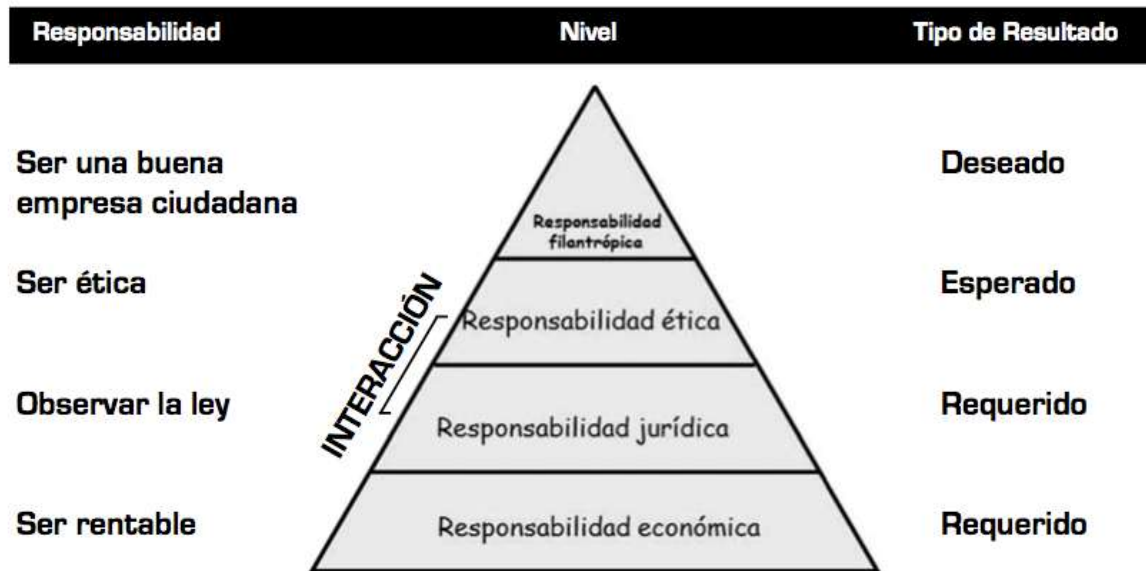 Responsabilidad Nivel Tipo de Resultado
Ser una buena
empresa ciudadana
Responsabilidad
filantrópica
Deseado
Ser ética
Responsabilidad ética
Esperado
INTERACCIÓN
Observar la ley
Responsabilidad jurídica
Requerido
Ser rentable
Responsabilidad económica
Requerido